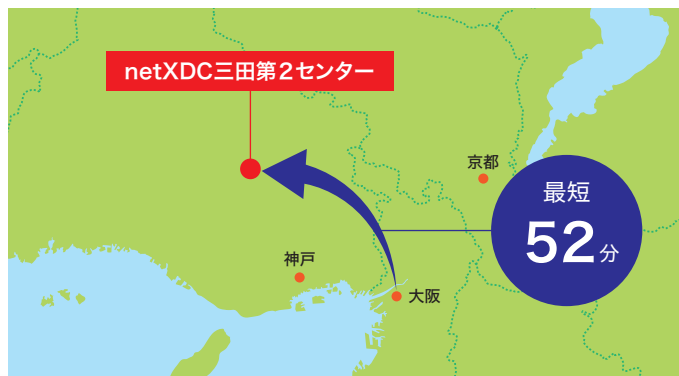 netXDC三田第2センター
京都
最短
52分
神戸
大阪